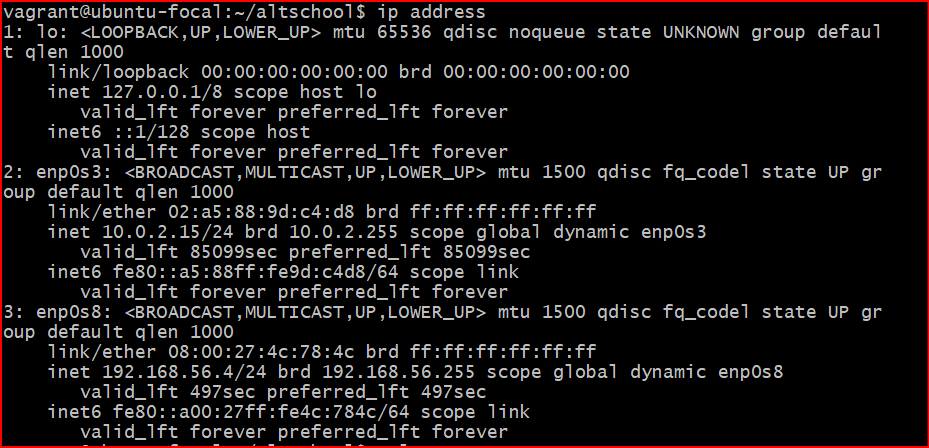 vagrant@ubuntu-focal:~/altschool$ ip address
1: lo: <LOOPBACK,UP,LOWER_UP> mtu 65536 qdisc noqueue state UNKNOWN group defaul
t qlen 1000
    link/loopback 00:00:00:00:00:00 brd 00:00:00:00:00:00
    inet 127.0.0.1/8 scope host lo
       valid_lft forever preferred_lft forever
    inet6 ::1/128 scope host
       valid_lft forever preferred_lft forever
2: enp0s3: <BROADCAST,MULTICAST,UP,LOWER_UP> mtu 1500 qdisc fq_codel state UP gr
oup default qlen 1000
    link/ether 02:a5:88:9d:c4:d8 brd ff:ff:ff:ff:ff:ff
    inet 10.0.2.15/24 brd 10.0.2.255 scope global dynamic enp0s3
       valid_lft 85099sec preferred_lft 85099sec
    inet6 fe80::a5:88ff:fe9d:c4d8/64 scope link
       valid_lft forever preferred_lft forever
3: enp0s8: <BROADCAST,MULTICAST,UP,LOWER_UP> mtu 1500 qdisc fq_codel state UP gr
oup default qlen 1000
    link/ether 08:00:27:4c:78:4c brd ff:ff:ff:ff:ff:ff
    inet 192.168.56.4/24 brd 192.168.56.255 scope global dynamic enp0s8
       valid_lft 497sec preferred_lft 497sec
    inet6 fe80::a00:27ff:fe4c:784c/64 scope link
       valid_lft forever preferred_lft forever